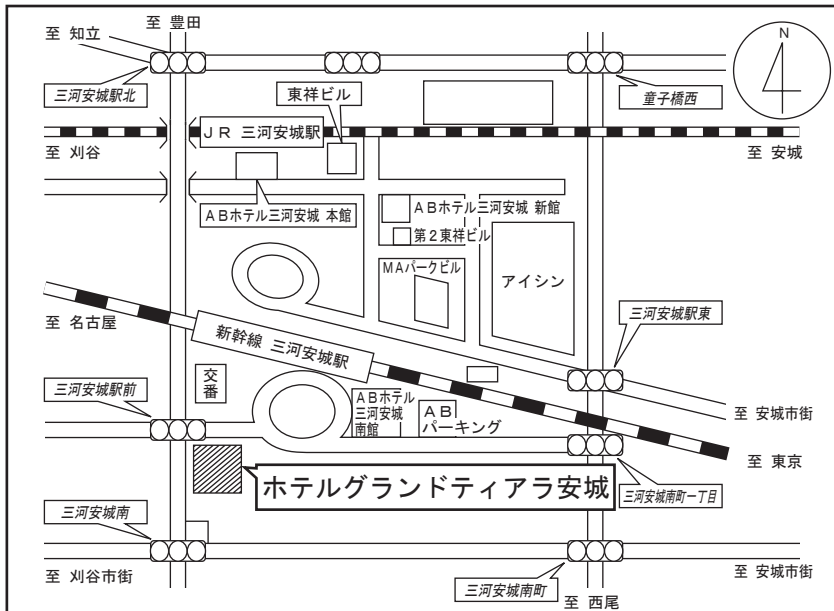 至 豊田
至 知立
N
三河安城駅北
東祥ビル
童子橋西
ＪＲ 三河安城駅
至 刈谷
至 安城
ＡＢホテル三河安城 本館
ＡＢホテル三河安城 新館
第２東祥ビル
MAパークビル
アイシン
至 名古屋
新幹線 三河安城駅
三河安城駅東
三河安城駅前
交番
ＡＢホテル
三河安城
南館
ＡＢ
パーキング
至 安城市街
至 東京
ホテルグランドティアラ安城
三河安城南町一丁目
三河安城南
至 刈谷市街
三河安城南町
至 西尾
至 安城市街